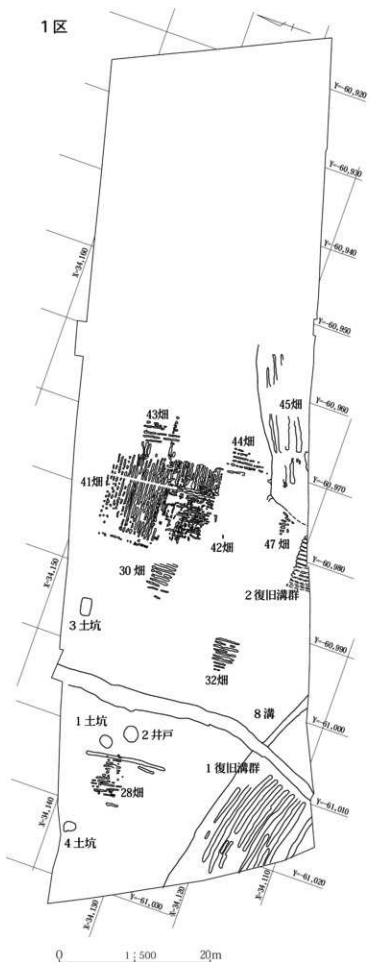 1区
Y=-60,920
Y=-60,930
Y=-60,940
X=-34,160
Y=-60,950
45畑
Y=-60,960
43畑
44畑
41畑
Y=-60,970
42畑
47畑
X=-34,150
30畑
Y=-60,980
2復旧溝群
3土坑
32畑
Y=-60,990
8溝
Y=-61,000
1土坑
2井戸
1復旧溝群
28畑
X=-34,140
Y=-61,010
4土坑
X=-34,130
Y=-61,030
X=-34,120
X=-34,110
Y=-61,020
0 1:500 20m